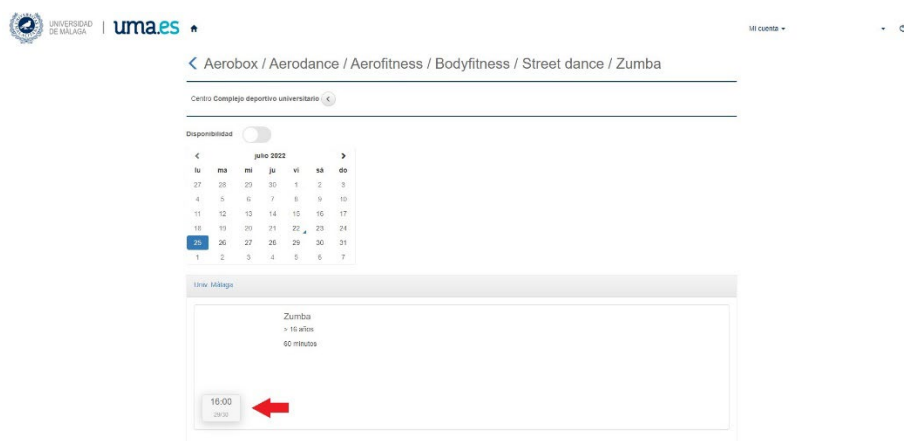 UNIVERSIDAD
DE MÁLAGA
uma.es
Mi cuenta
Aerobox / Aerodance / Aerofitness / Bodyfitness / Street dance / Zumba
Centro Complejo deportivo universitario
Disponibilidad
julio 2022
lu ma mi ju vi sá do
27 28 29 30 1 2 3
4 5 6 7 8 9 10
11 12 13 14 15 16 17
18 19 20 21 22 23 24
25 26 27 28 29 30 31
1 2 3 4 5 6 7
Univ. Málaga
Zumba
> 16 años
60 minutos
16:00
29/30